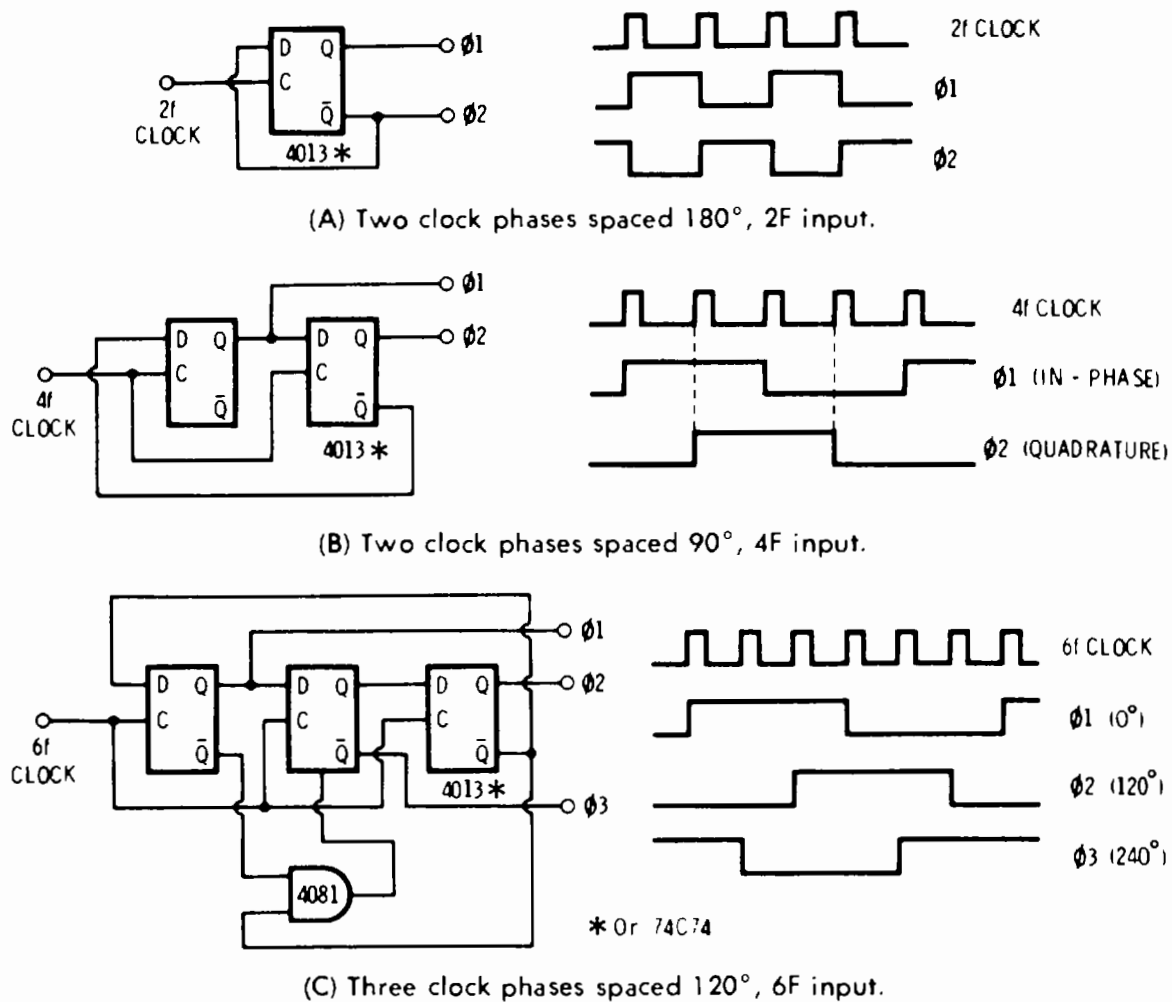 D Q
ø1
C
Q̅
ø2
2f
CLOCK
4013 *
2f CLOCK
ø1
ø2
(A) Two clock phases spaced 180°, 2F input.
D Q
C
Q̅
D Q
C
Q̅
ø1
ø2
4f
CLOCK
4013 *
4f CLOCK
ø1 (IN - PHASE)
ø2 (QUADRATURE)
(B) Two clock phases spaced 90°, 4F input.
D Q
C
Q̅
D Q
C
Q̅
D Q
C
Q̅
ø1
ø2
ø3
6f
CLOCK
4013 *
4081
6f CLOCK
ø1 (0°)
ø2 (120°)
ø3 (240°)
* Or 74C74
(C) Three clock phases spaced 120°, 6F input.